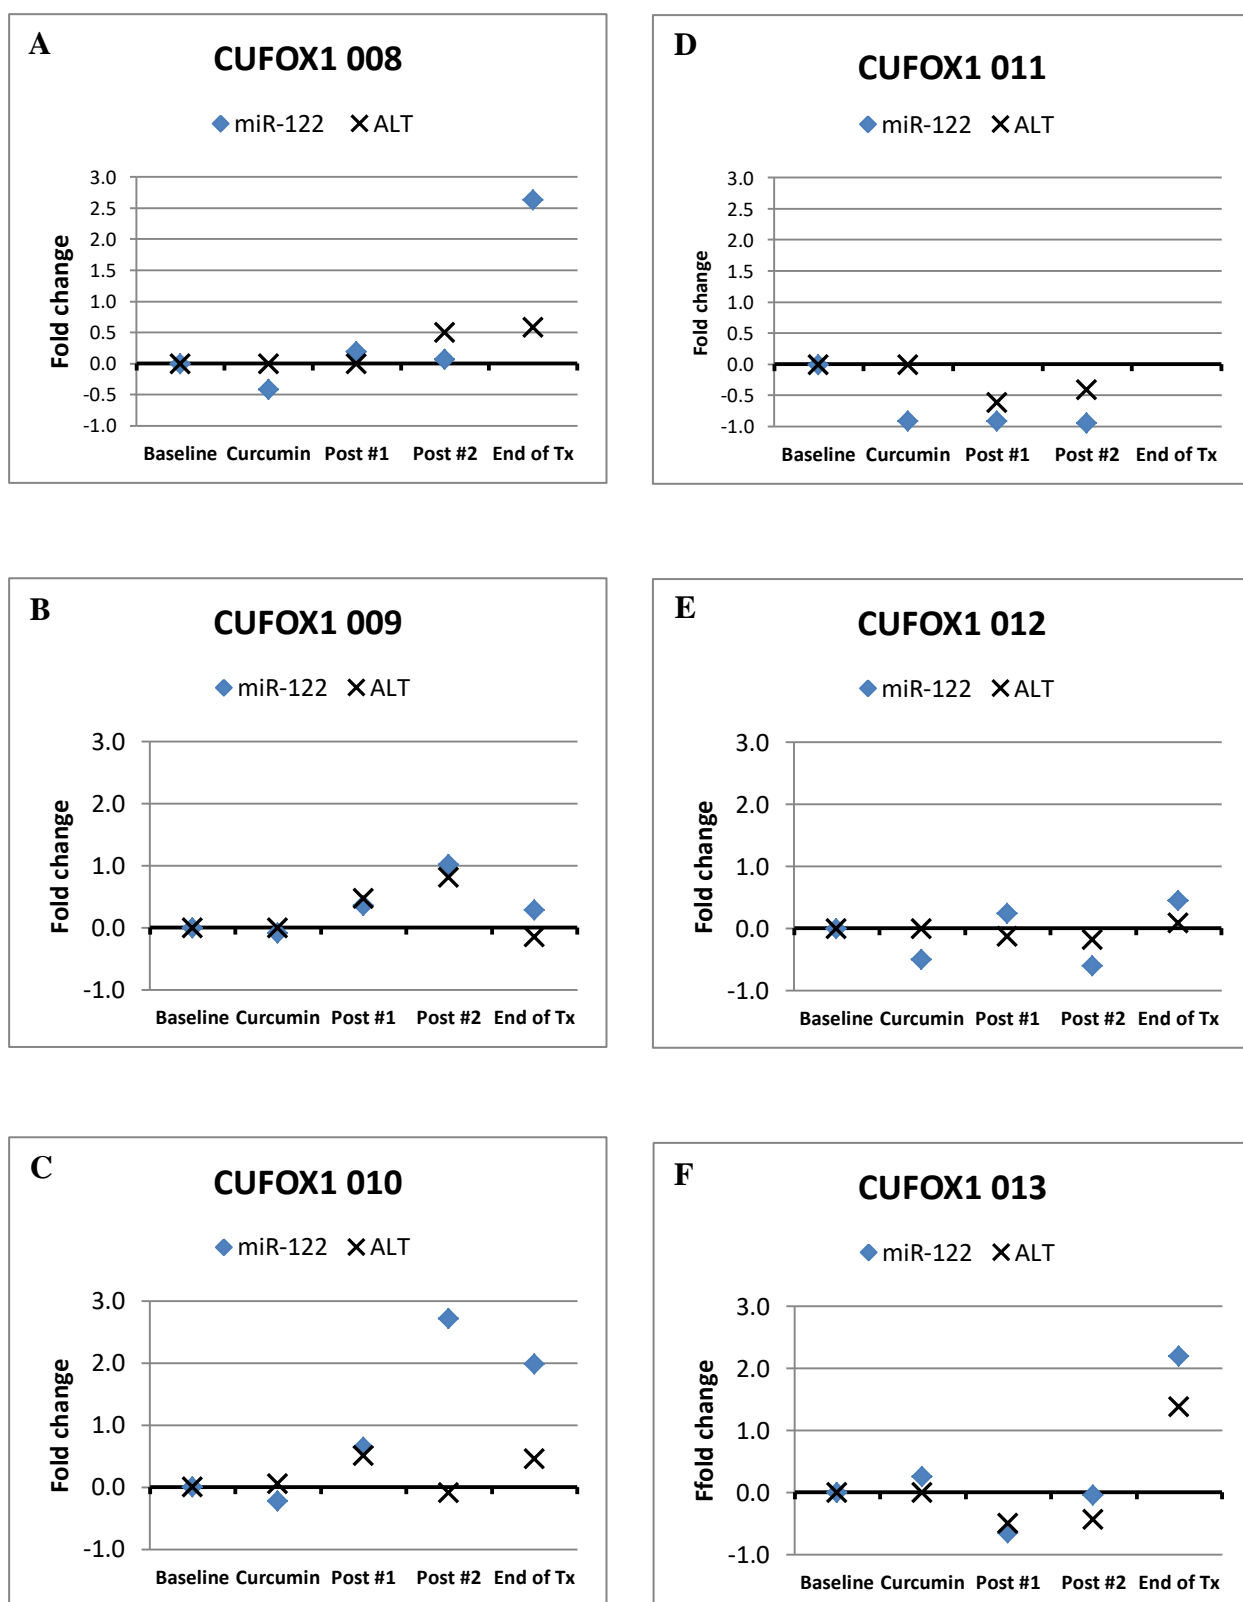 A
CUFOX1 008
miR-122 ALT
Fold change
3.0
2.5
2.0
1.5
1.0
0.5
0.0
-0.5
-1.0
Baseline Curcumin Post #1 Post #2 End of Tx
D
CUFOX1 011
miR-122 ALT
Fold change
3.0
2.5
2.0
1.5
1.0
0.5
0.0
-0.5
-1.0
Baseline Curcumin Post #1 Post #2 End of Tx
B
CUFOX1 009
miR-122 ALT
Fold change
3.0
2.0
1.0
0.0
-1.0
Baseline Curcumin Post #1 Post #2 End of Tx
E
CUFOX1 012
miR-122 ALT
Fold change
3.0
2.0
1.0
0.0
-1.0
Baseline Curcumin Post #1 Post #2 End of Tx
C
CUFOX1 010
miR-122 ALT
Fold change
3.0
2.0
1.0
0.0
-1.0
Baseline Curcumin Post #1 Post #2 End of Tx
F
CUFOX1 013
miR-122 ALT
Ffold change
3.0
2.0
1.0
0.0
-1.0
Baseline Curcumin Post #1 Post #2 End of Tx